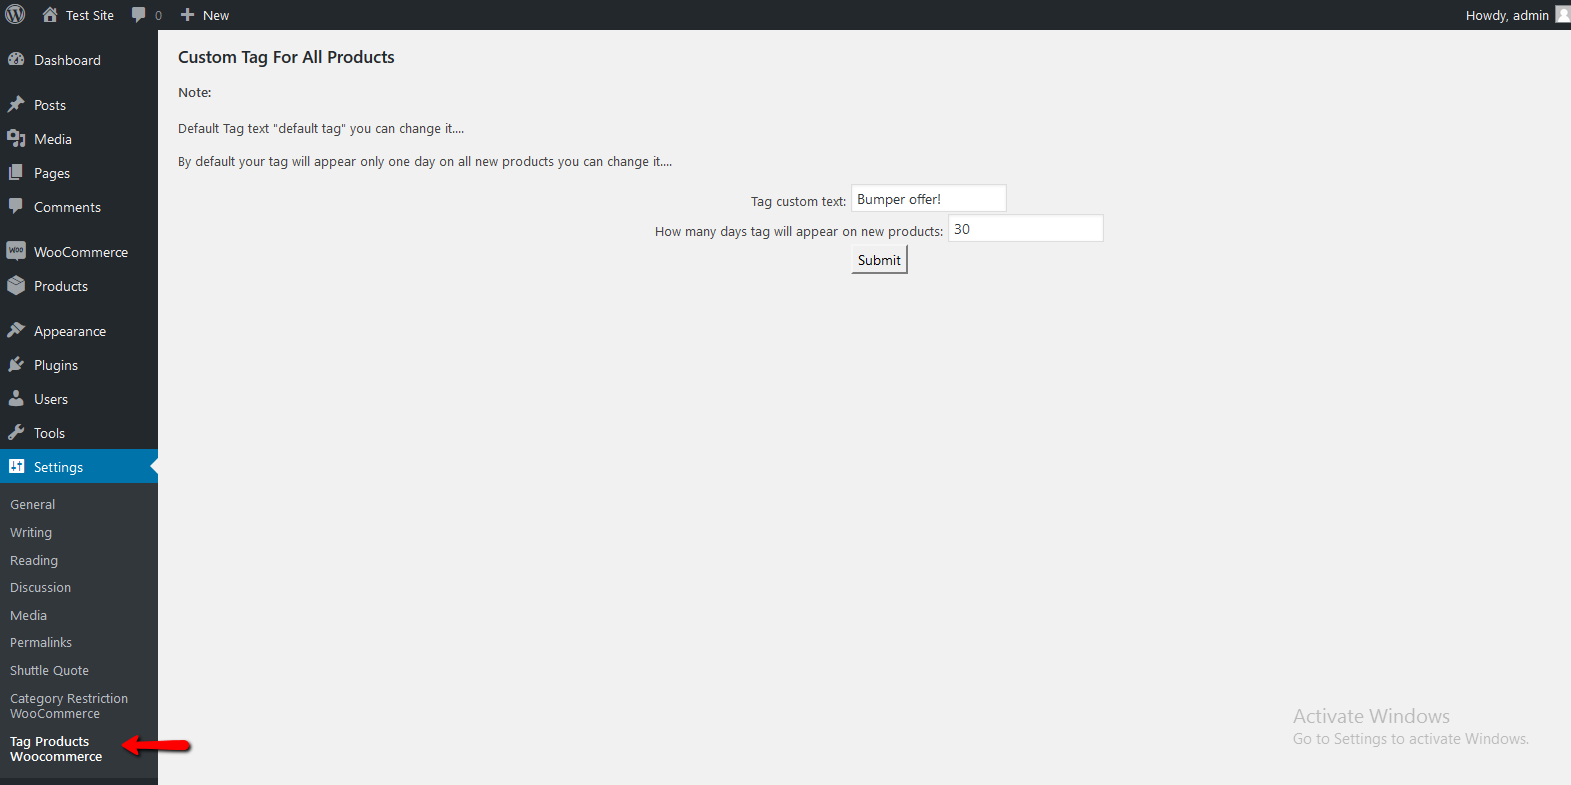 Test Site 0 New Howdy, admin
Dashboard
Posts
Media
Pages
Comments
WOO WooCommerce
Products
Appearance
Plugins
Users
Tools
Settings
General
Writing
Reading
Discussion
Media
Permalinks
Shuttle Quote
Category Restriction
WooCommerce
Tag Products
Woocommerce
Custom Tag For All Products
Note:
Default Tag text "default tag" you can change it....
By default your tag will appear only one day on all new products you can change it....
Tag custom text: Bumper offer!
How many days tag will appear on new products: 30
Submit
Activate Windows
Go to Settings to activate Windows.